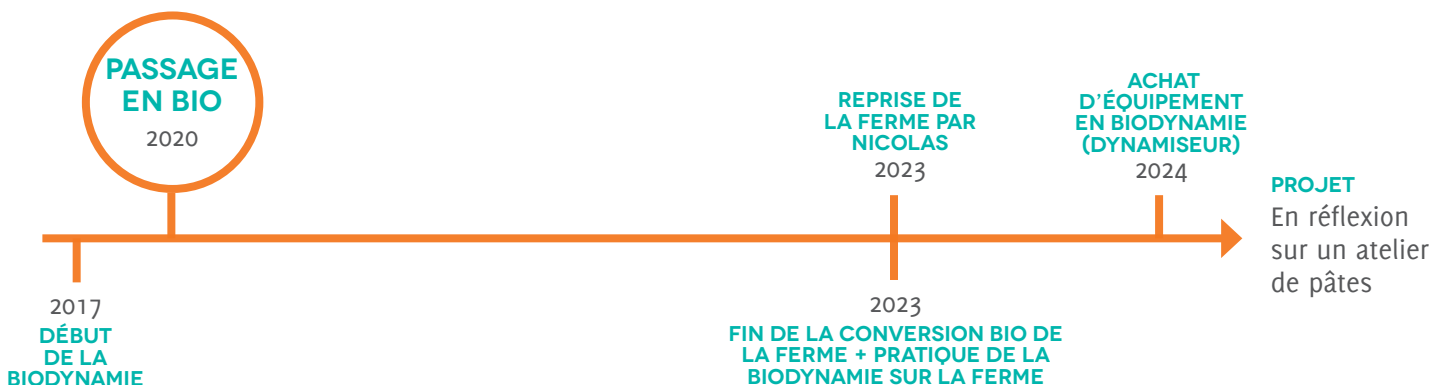 PASSAGE
EN BIO
2020
2017
DÉBUT
DE LA
BIODYNAMIE
REPRISE DE
LA FERME PAR
NICOLAS
2023
2023
FIN DE LA CONVERSION BIO DE
LA FERME + PRATIQUE DE LA
BIODYNAMIE SUR LA FERME
ACHAT
D’ÉQUIPEMENT
EN BIODYNAMIE
(DYNAMISEUR)
2024
PROJET
En réflexion
sur un atelier
de pâtes